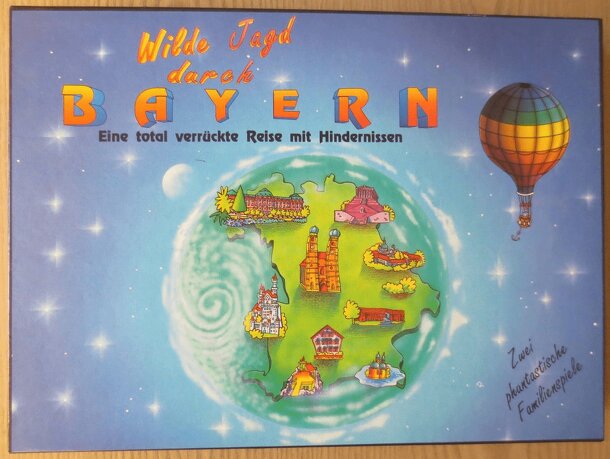 Wilde Jagd
durch
BAYERN
Eine total verrückte Reise mit Hindernissen
Zwei
phantastische
Familienspiele